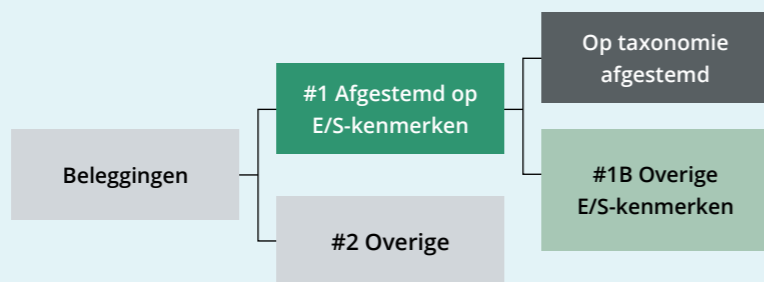 Beleggingen
#1 Afgestemd op
E/S-kenmerken
#2 Overige
Op taxonomie
afgestemd
#1B Overige
E/S-kenmerken